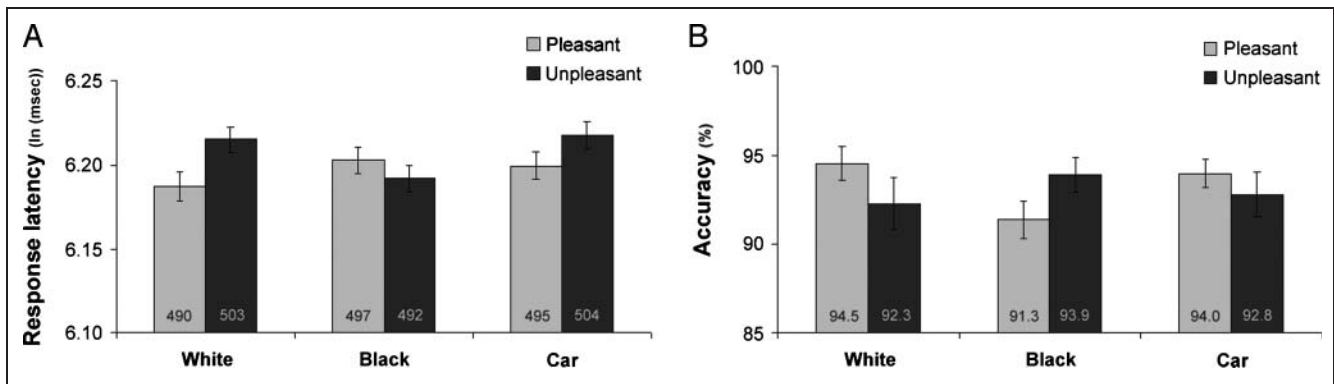 A
Pleasant
Unpleasant
Response latency (ln (msec))
6.25
6.20
6.15
6.10
490
503
497
492
495
504
White
Black
Car
B
Pleasant
Unpleasant
Accuracy (%)
100
95
90
85
94.5
92.3
91.3
93.9
94.0
92.8
White
Black
Car